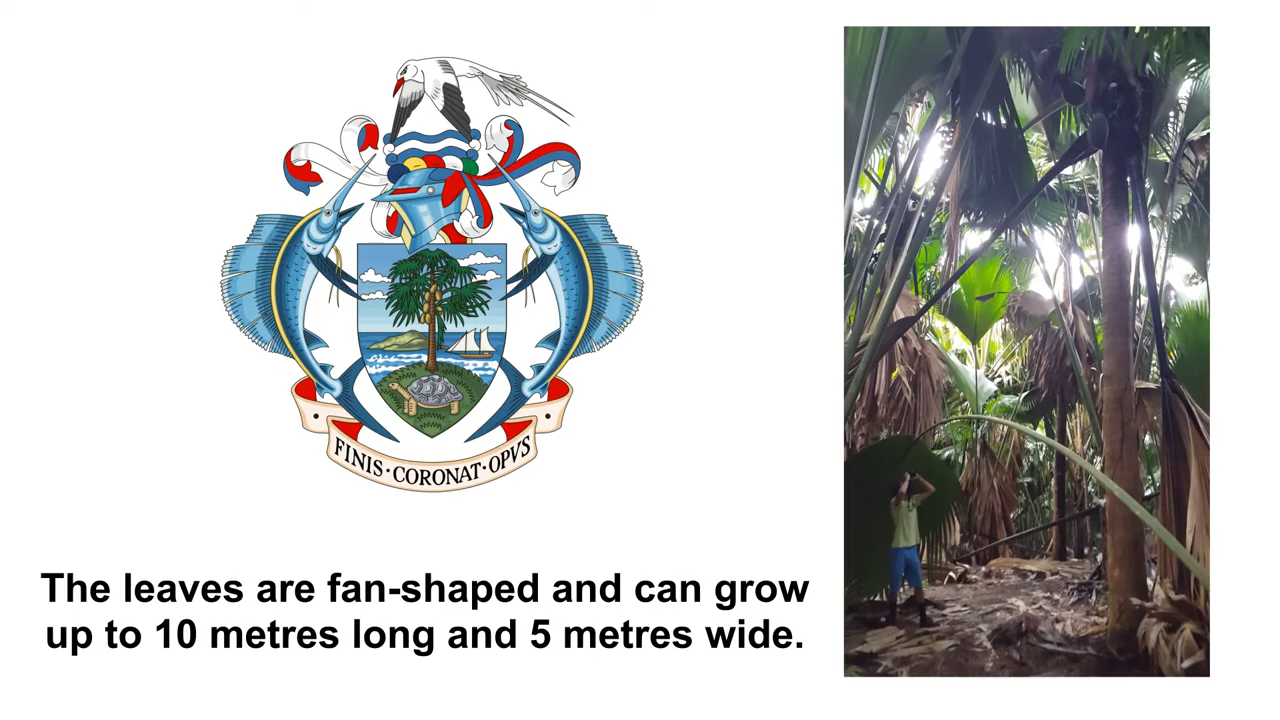 FINIS·CORONAT·OPVS
The leaves are fan-shaped and can grow
up to 10 metres long and 5 metres wide.